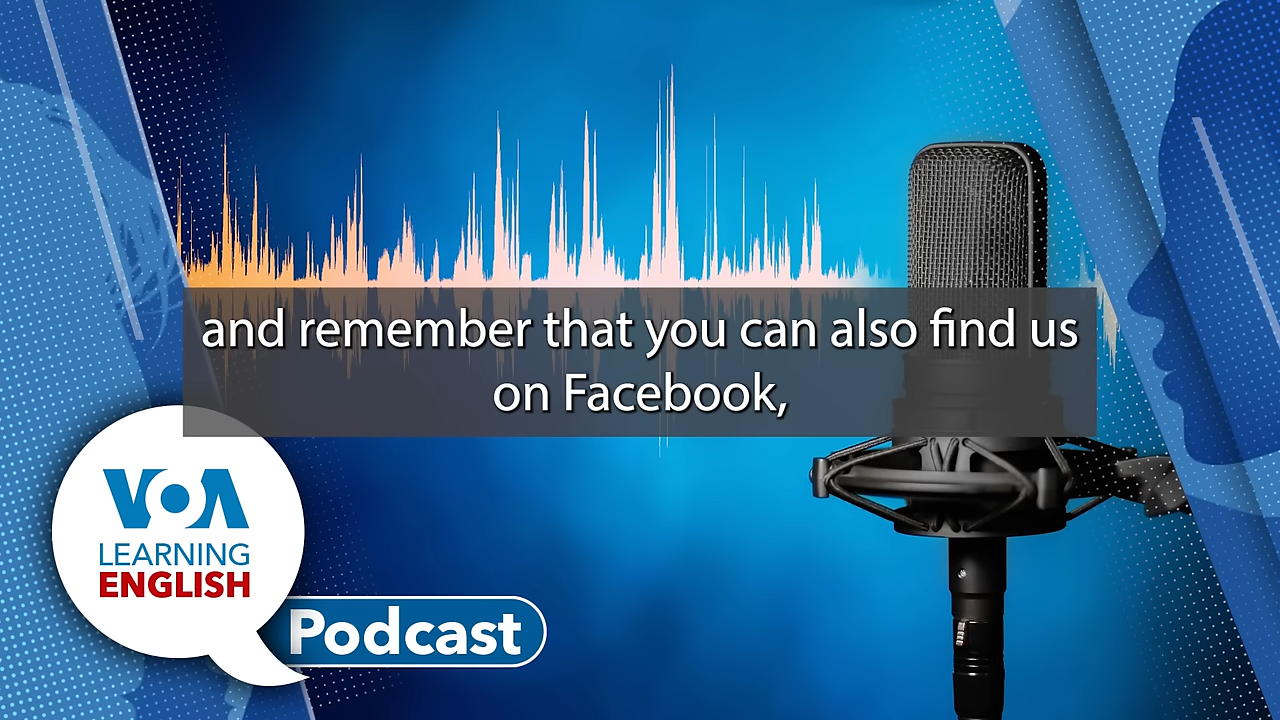 and remember that you can also find us
on Facebook,
VOA
LEARNING
ENGLISH
Podcast